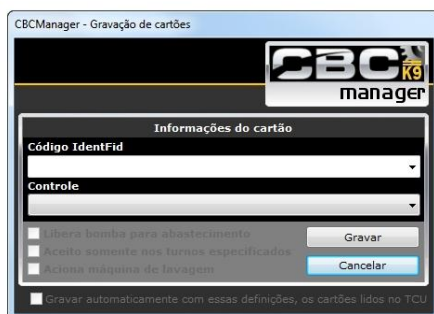 CBCManager - Gravação de cartões
CBC K9
manager
Informações do cartão
Código IdentFid
Controle
Libera bomba para abastecimento
Aceito somente nos turnos especificados
Aciona máquina de lavagem
Gravar
Cancelar
Gravar automaticamente com essas definições, os cartões lidos no TCU